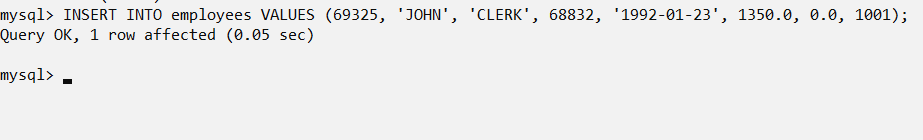 mysql> INSERT INTO employees VALUES (69325, 'JOHN', 'CLERK', 68832, '1992-01-23', 1350.0, 0.0, 1001);
Query OK, 1 row affected (0.05 sec)
mysql>